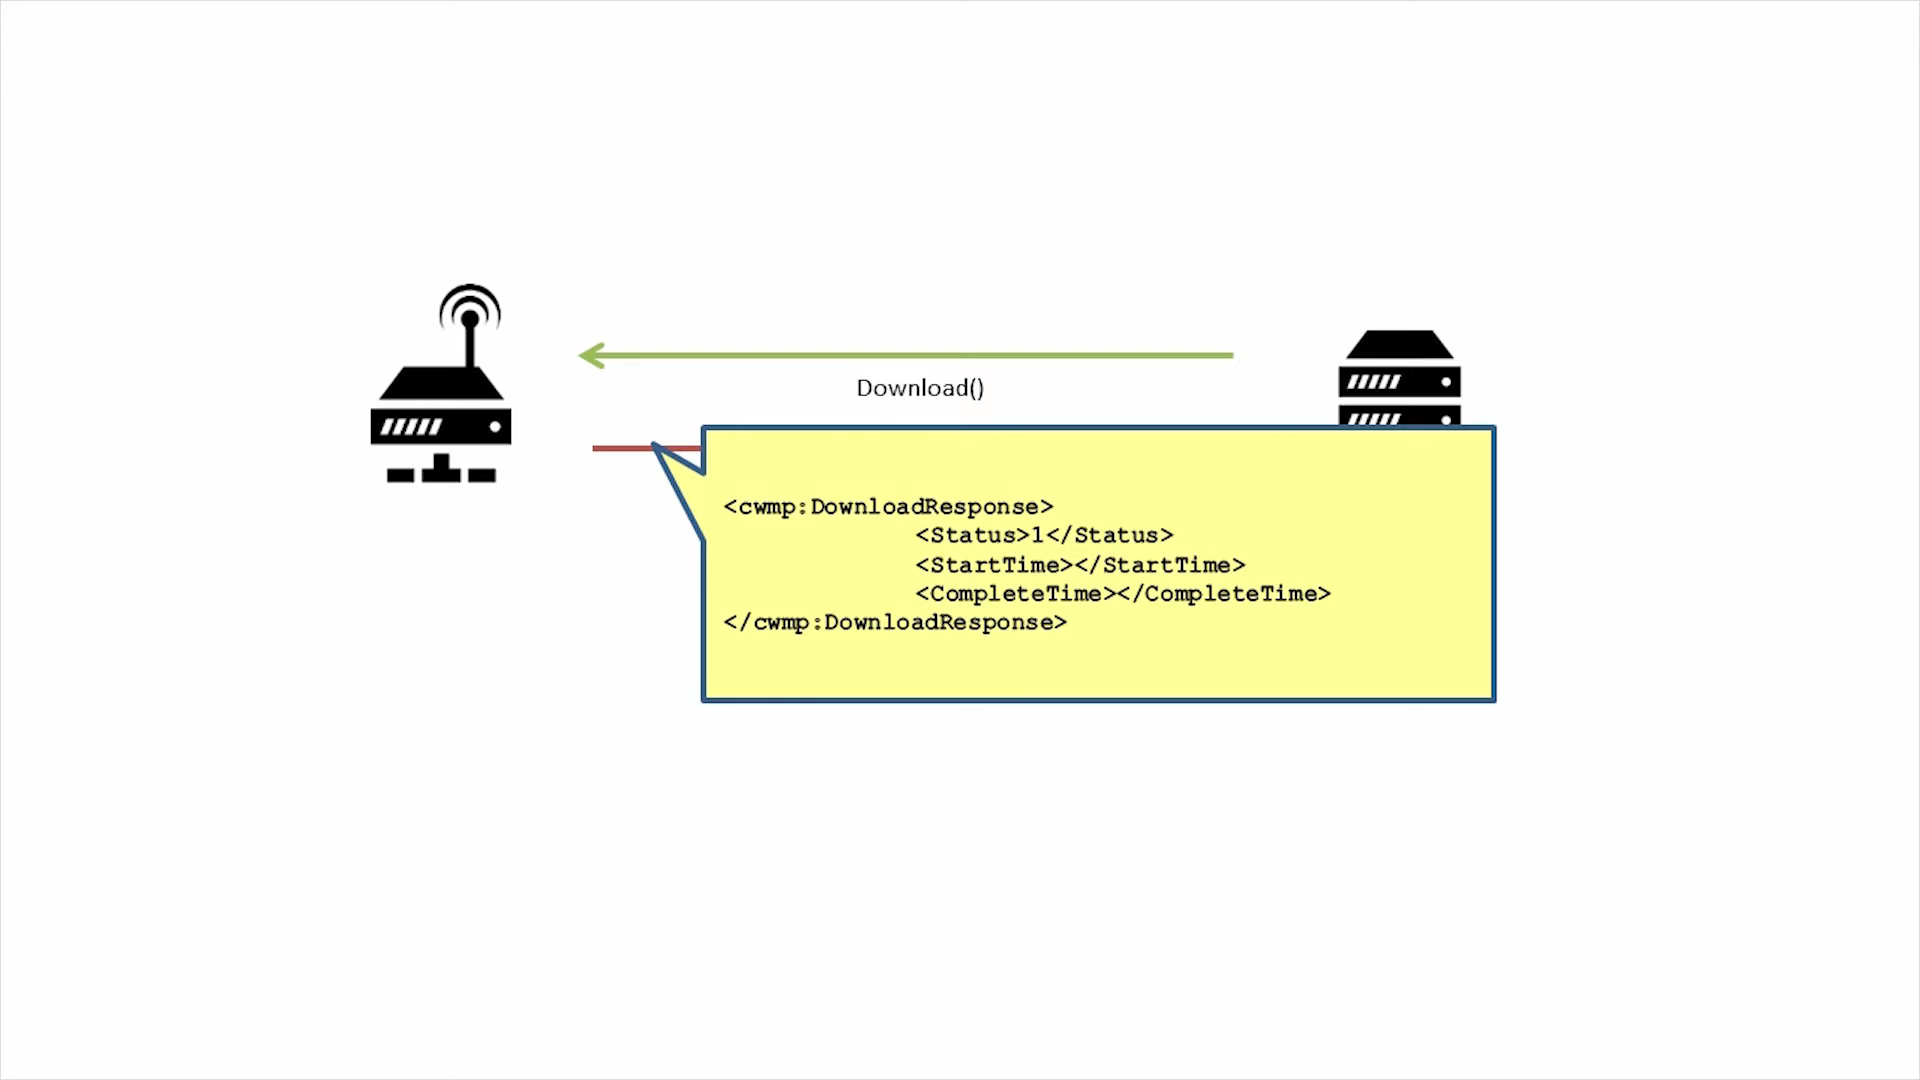 Download()
<cwmp:DownloadResponse>
<Status>1</Status>
<StartTime></StartTime>
<CompleteTime></CompleteTime>
</cwmp:DownloadResponse>